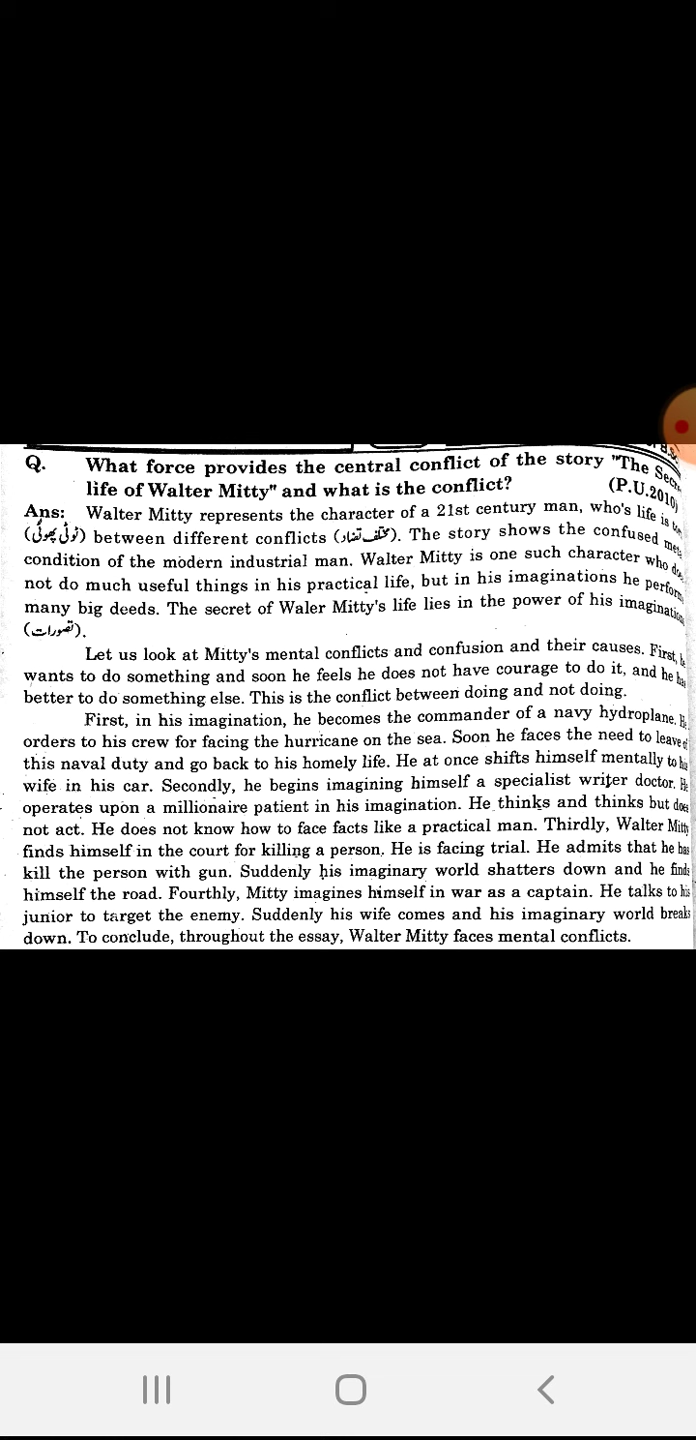 Q. What force provides the central conflict of the story "The
life of Walter Mitty" and what is the conflict? (P.U.2010)
Ans: Walter Mitty represents the character of a 21st century man, who's life is
(ٹوٹی پھوٹی) between different conflicts (مختلف تضاد). The story shows the confused
condition of the modern industrial man. Walter Mitty is one such character who
not do much useful things in his practical life, but in his imaginations he
many big deeds. The secret of Waler Mitty's life lies in the power of his
(تصورات).
Let us look at Mitty's mental conflicts and confusion and their causes. First,
wants to do something and soon he feels he does not have courage to do it, and he
better to do something else. This is the conflict between doing and not doing.
First, in his imagination, he becomes the commander of a navy hydroplane.
orders to his crew for facing the hurricane on the sea. Soon he faces the need to leave
this naval duty and go back to his homely life. He at once shifts himself mentally to
wife in his car. Secondly, he begins imagining himself a specialist writer doctor. He
operates upon a millionaire patient in his imagination. He thinks and thinks but does
not act. He does not know how to face facts like a practical man. Thirdly, Walter Mitty
finds himself in the court for killing a person. He is facing trial. He admits that he has
kill the person with gun. Suddenly his imaginary world shatters down and he finds
himself the road. Fourthly, Mitty imagines himself in war as a captain. He talks to his
junior to target the enemy. Suddenly his wife comes and his imaginary world breaks
down. To conclude, throughout the essay, Walter Mitty faces mental conflicts.